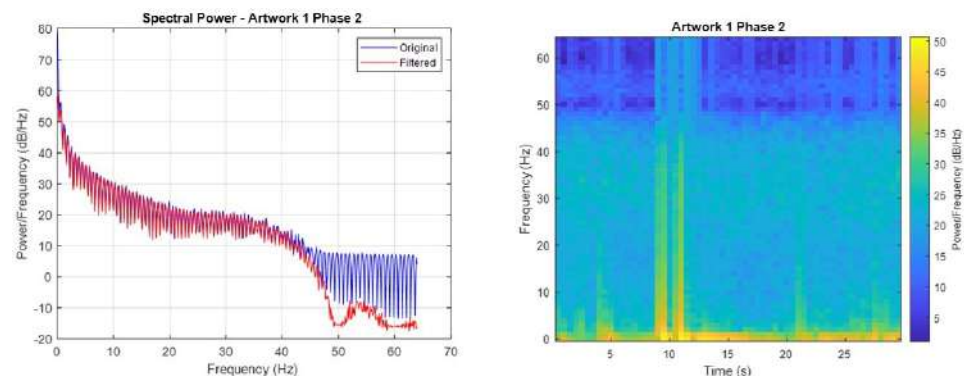 Spectral Power - Artwork 1 Phase 2
80
70
60
50
40
30
20
10
0
-10
-20
Power/Frequency (dB/Hz)
Original
Filtered
0 10 20 30 40 50 60 70
Frequency (Hz)
Artwork 1 Phase 2
60
50
40
30
20
10
0
Frequency (Hz)
5 10 15 20 25
Time (s)
50
45
40
35
30
25
20
15
10
5
Power/Frequency (dB/Hz)